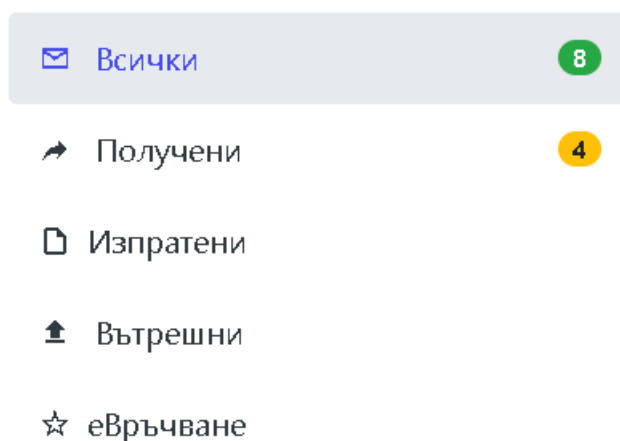 Всички 8
Получени 4
Изпратени
Вътрешни
еВръчване